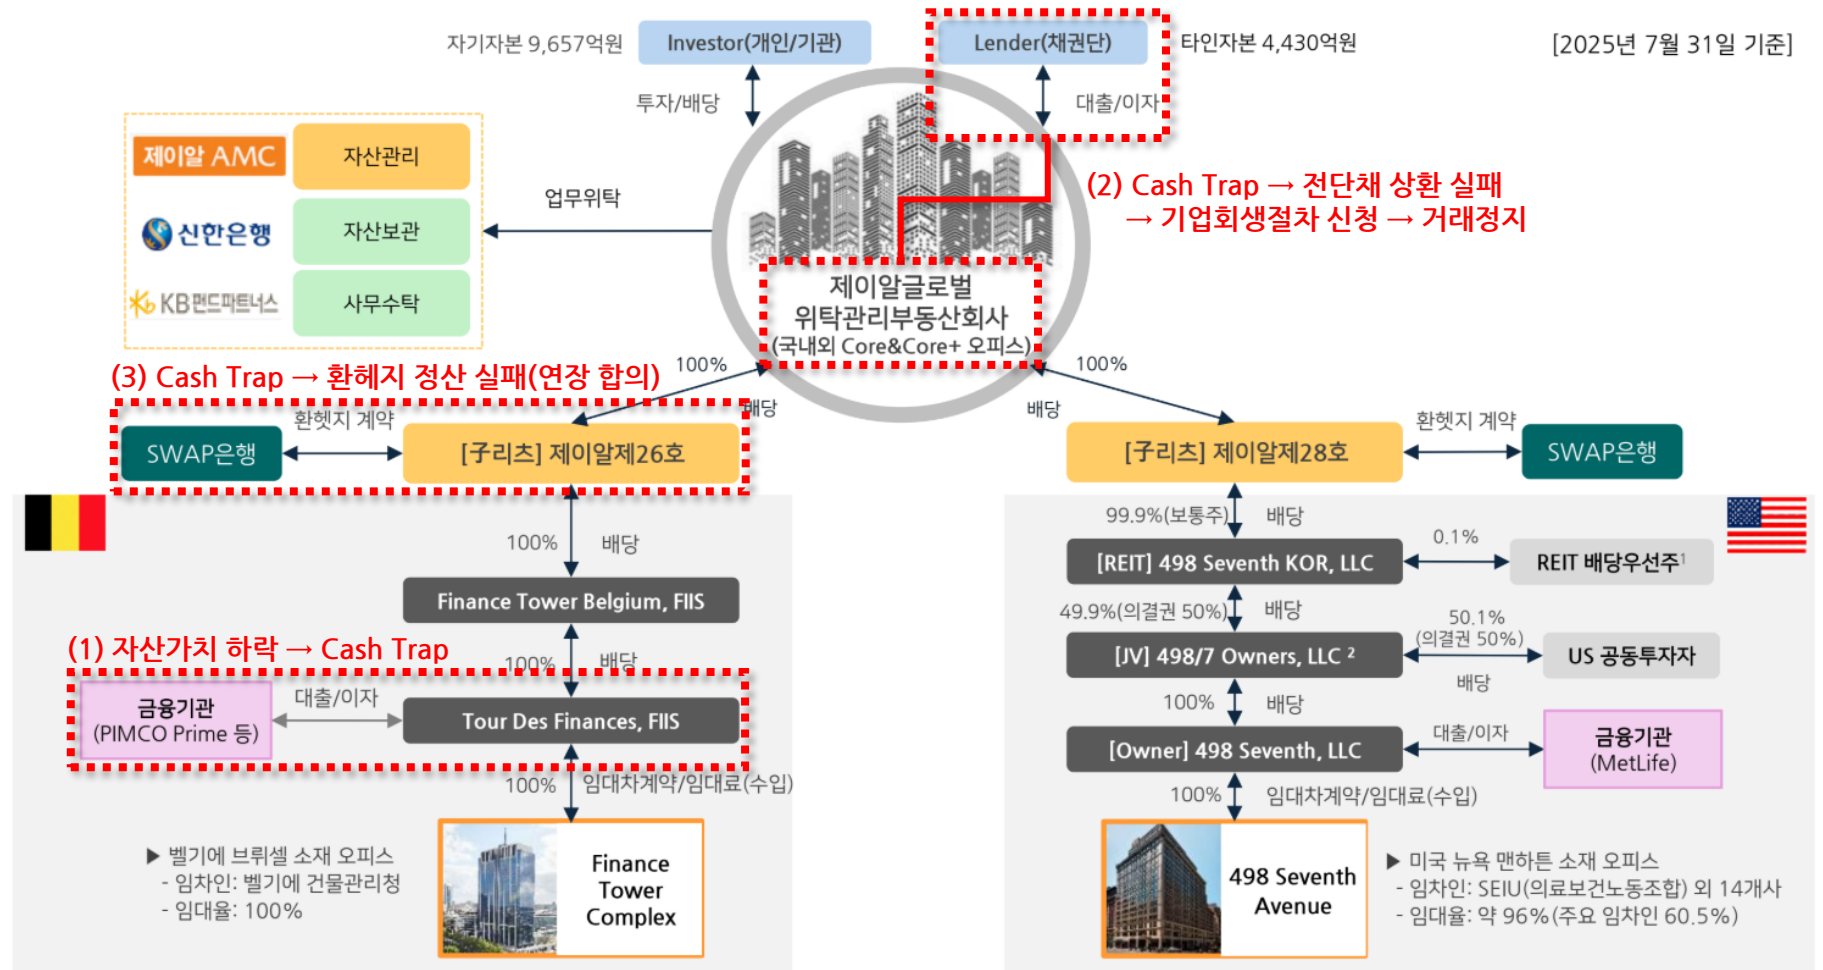 자기자본 9,657억원
Investor(개인/기관)
Lender(채권단)
타인자본 4,430억원
[2025년 7월 31일 기준]
투자/배당
대출/이자
제이알 AMC
자산관리
신한은행
자산보관
KB펀드파트너스
사무수탁
업무위탁
(2) Cash Trap → 전단채 상환 실패
→ 기업회생절차 신청 → 거래정지
제이알글로벌
위탁관리부동산회사
(국내외 Core&Core+ 오피스)
100%
100%
(3) Cash Trap → 환헤지 정산 실패(연장 합의)
배당
배당
환헷지 계약
SWAP은행
[子리츠] 제이알제26호
[子리츠] 제이알제28호
환헷지 계약
SWAP은행
100%
배당
Finance Tower Belgium, FIIS
(1) 자산가치 하락 → Cash Trap
100%
배당
금융기관
(PIMCO Prime 등)
대출/이자
Tour Des Finances, FIIS
100%
임대차계약/임대료(수입)
▶ 벨기에 브뤼셀 소재 오피스
- 임차인: 벨기에 건물관리청
- 임대율: 100%
Finance
Tower
Complex
99.9%(보통주)
배당
[REIT] 498 Seventh KOR, LLC
0.1%
REIT 배당우선주1
49.9%(의결권 50%)
배당
[JV] 498/7 Owners, LLC 2
50.1%
(의결권 50%)
배당
US 공동투자자
100%
배당
[Owner] 498 Seventh, LLC
대출/이자
금융기관
(MetLife)
100%
임대차계약/임대료(수입)
498 Seventh
Avenue
▶ 미국 뉴욕 맨하튼 소재 오피스
- 임차인: SEIU(의료보건노동조합) 외 14개사
- 임대율: 약 96%(주요 임차인 60.5%)